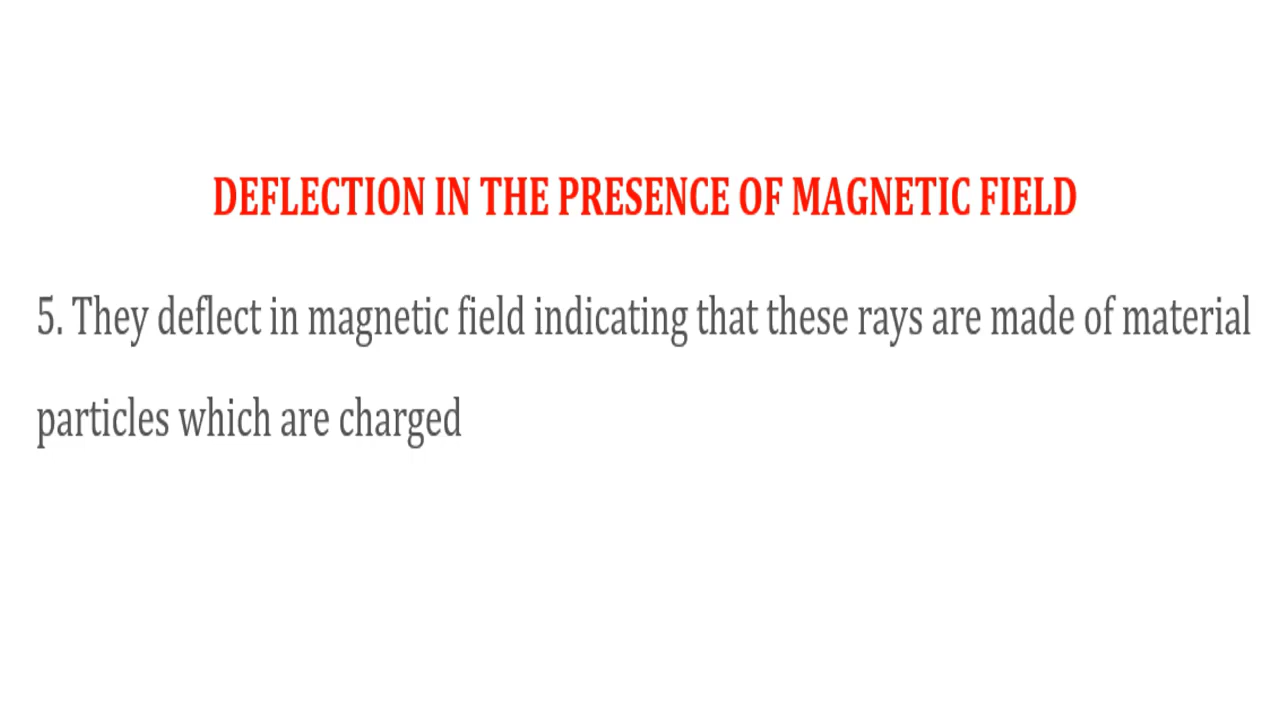 DEFLECTION IN THE PRESENCE OF MAGNETIC FIELD
5. They deflect in magnetic field indicating that these rays are made of material
particles which are charged